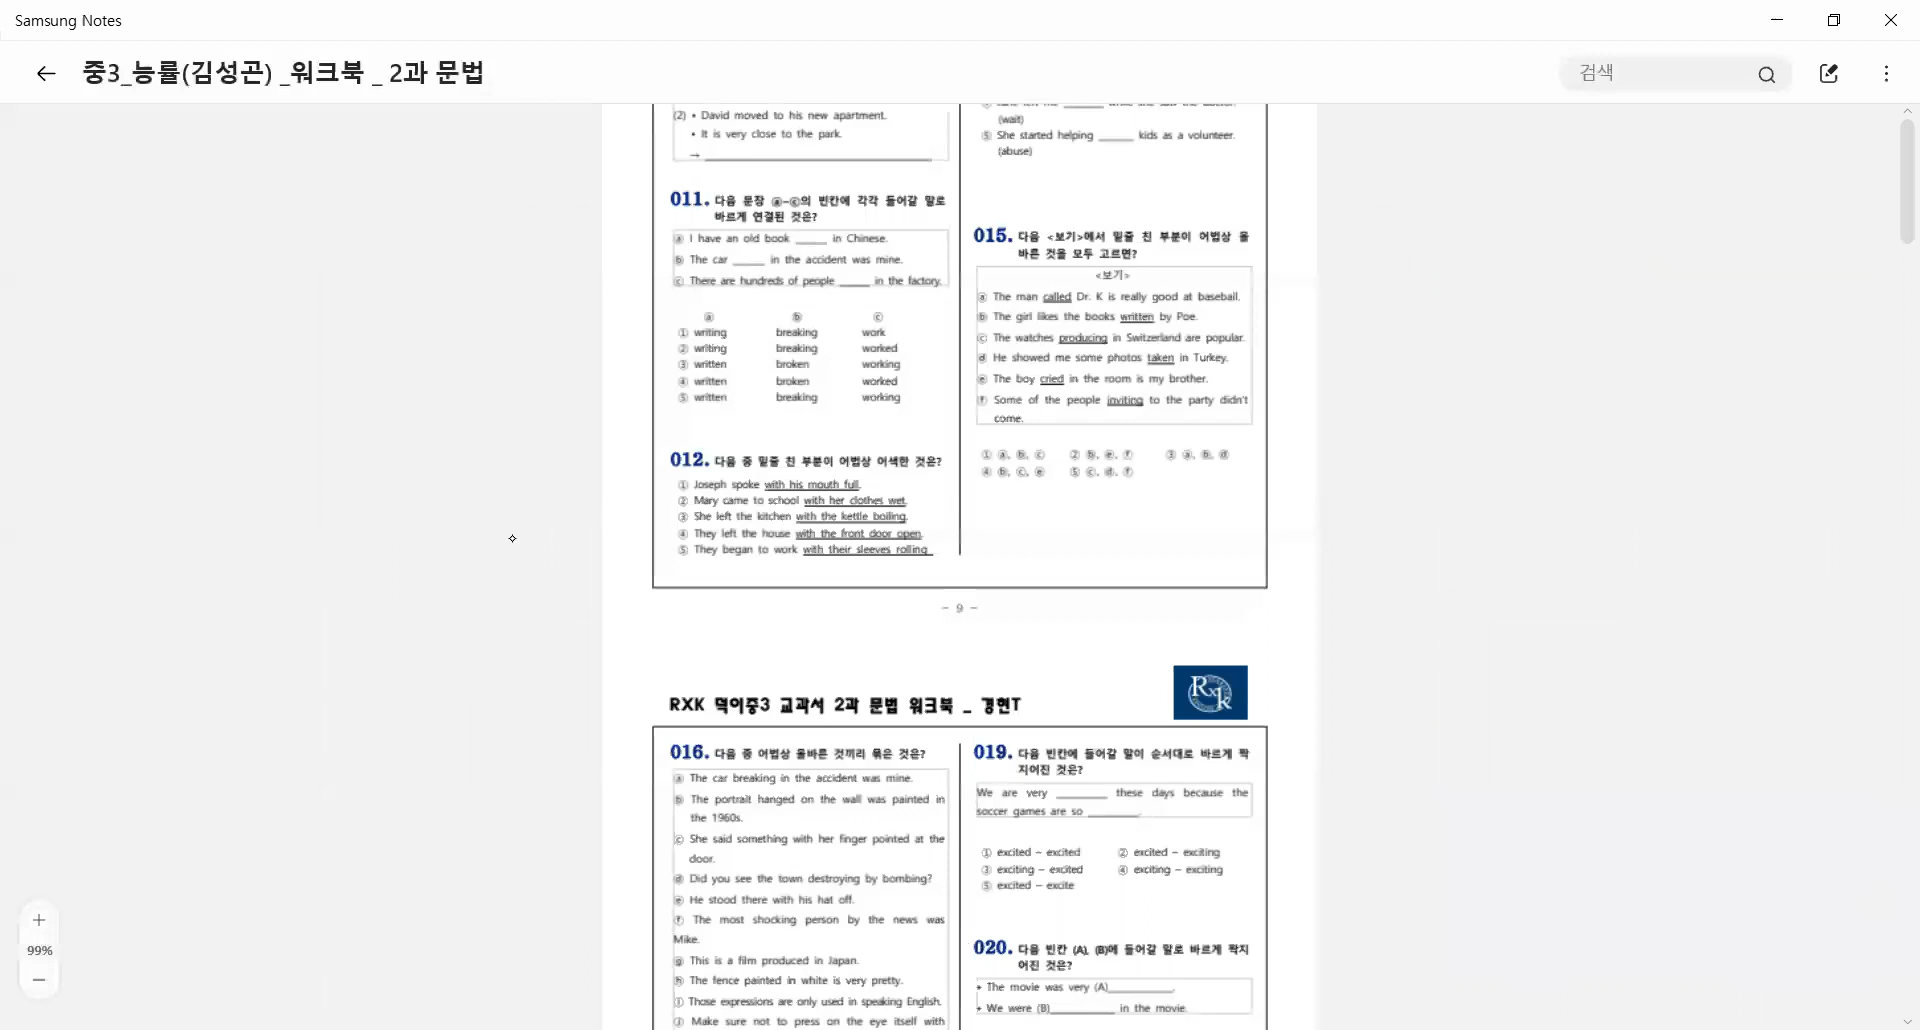 Samsung Notes
중3_능률(김성곤) _워크북 _ 2과 문법
검색
(2) • David moved to his new apartment.
• It is very close to the park.
→ ____________
011. 다음 문장 ⓐ~ⓒ의 빈칸에 각각 들어갈 말로
바르게 연결된 것은?
ⓐ I have an old book _____ in Chinese.
ⓑ The car _____ in the accident was mine.
ⓒ There are hundreds of people _____ in the factory.
ⓐ ⓑ ⓒ
① writing breaking work
② writing breaking worked
③ written broken working
④ written broken worked
⑤ written breaking working
012. 다음 중 밑줄 친 부분이 어법상 어색한 것은?
① Joseph spoke with his mouth full.
② Mary came to school with her clothes wet.
③ She left the kitchen with the kettle boiling.
④ They left the house with the front door open.
⑤ They began to work with their sleeves rolling
(wait)
⑤ She started helping _____ kids as a volunteer.
(abuse)
015. 다음 <보기>에서 밑줄 친 부분이 어법상 올
바른 것을 모두 고르면?
<보기>
ⓐ The man called Dr. K is really good at baseball.
ⓑ The girl likes the books written by Poe.
ⓒ The watches producing in Switzerland are popular.
ⓓ He showed me some photos taken in Turkey.
ⓔ The boy cried in the room is my brother.
ⓕ Some of the people inviting to the party didn't
come.
① ⓐ, ⓑ, ⓒ ② ⓑ, ⓔ, ⓕ ③ ⓐ, ⓑ, ⓓ
④ ⓑ, ⓒ, ⓔ ⑤ ⓒ, ⓓ, ⓕ
- 9 -
RXK 덕이중3 교과서 2과 문법 워크북 _ 경현T
RxK
016. 다음 중 어법상 올바른 것끼리 묶은 것은?
ⓐ The car breaking in the accident was mine.
ⓑ The portrait hanged on the wall was painted in
the 1960s.
ⓒ She said something with her finger pointed at the
door.
ⓓ Did you see the town destroying by bombing?
ⓔ He stood there with his hat off.
ⓕ The most shocking person by the news was
Mike.
ⓖ This is a film produced in Japan.
ⓗ The fence painted in white is very pretty.
ⓘ Those expressions are only used in speaking English.
ⓙ Make sure not to press on the eye itself with
019. 다음 빈칸에 들어갈 말이 순서대로 바르게 짝
지어진 것은?
We are very ________ these days because the
soccer games are so ________.
① excited - excited ② excited - exciting
③ exciting - excited ④ exciting - exciting
⑤ excited - excite
020. 다음 빈칸 (A), (B)에 들어갈 말로 바르게 짝지
어진 것은?
• The movie was very (A)__________.
• We were (B)__________ in the movie.
99%